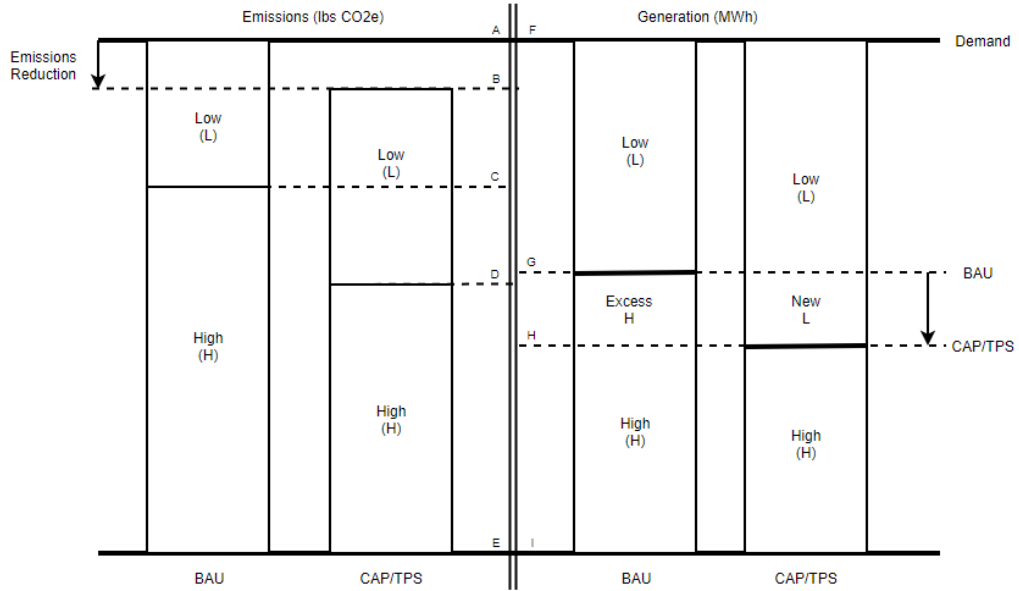 Emissions (lbs CO2e)
Generation (MWh)
A
F
Demand
Emissions
Reduction
B
Low
(L)
Low
(L)
Low
(L)
Low
(L)
C
G
BAU
D
Excess
H
New
L
High
(H)
H
CAP/TPS
High
(H)
High
(H)
High
(H)
E
I
BAU
CAP/TPS
BAU
CAP/TPS